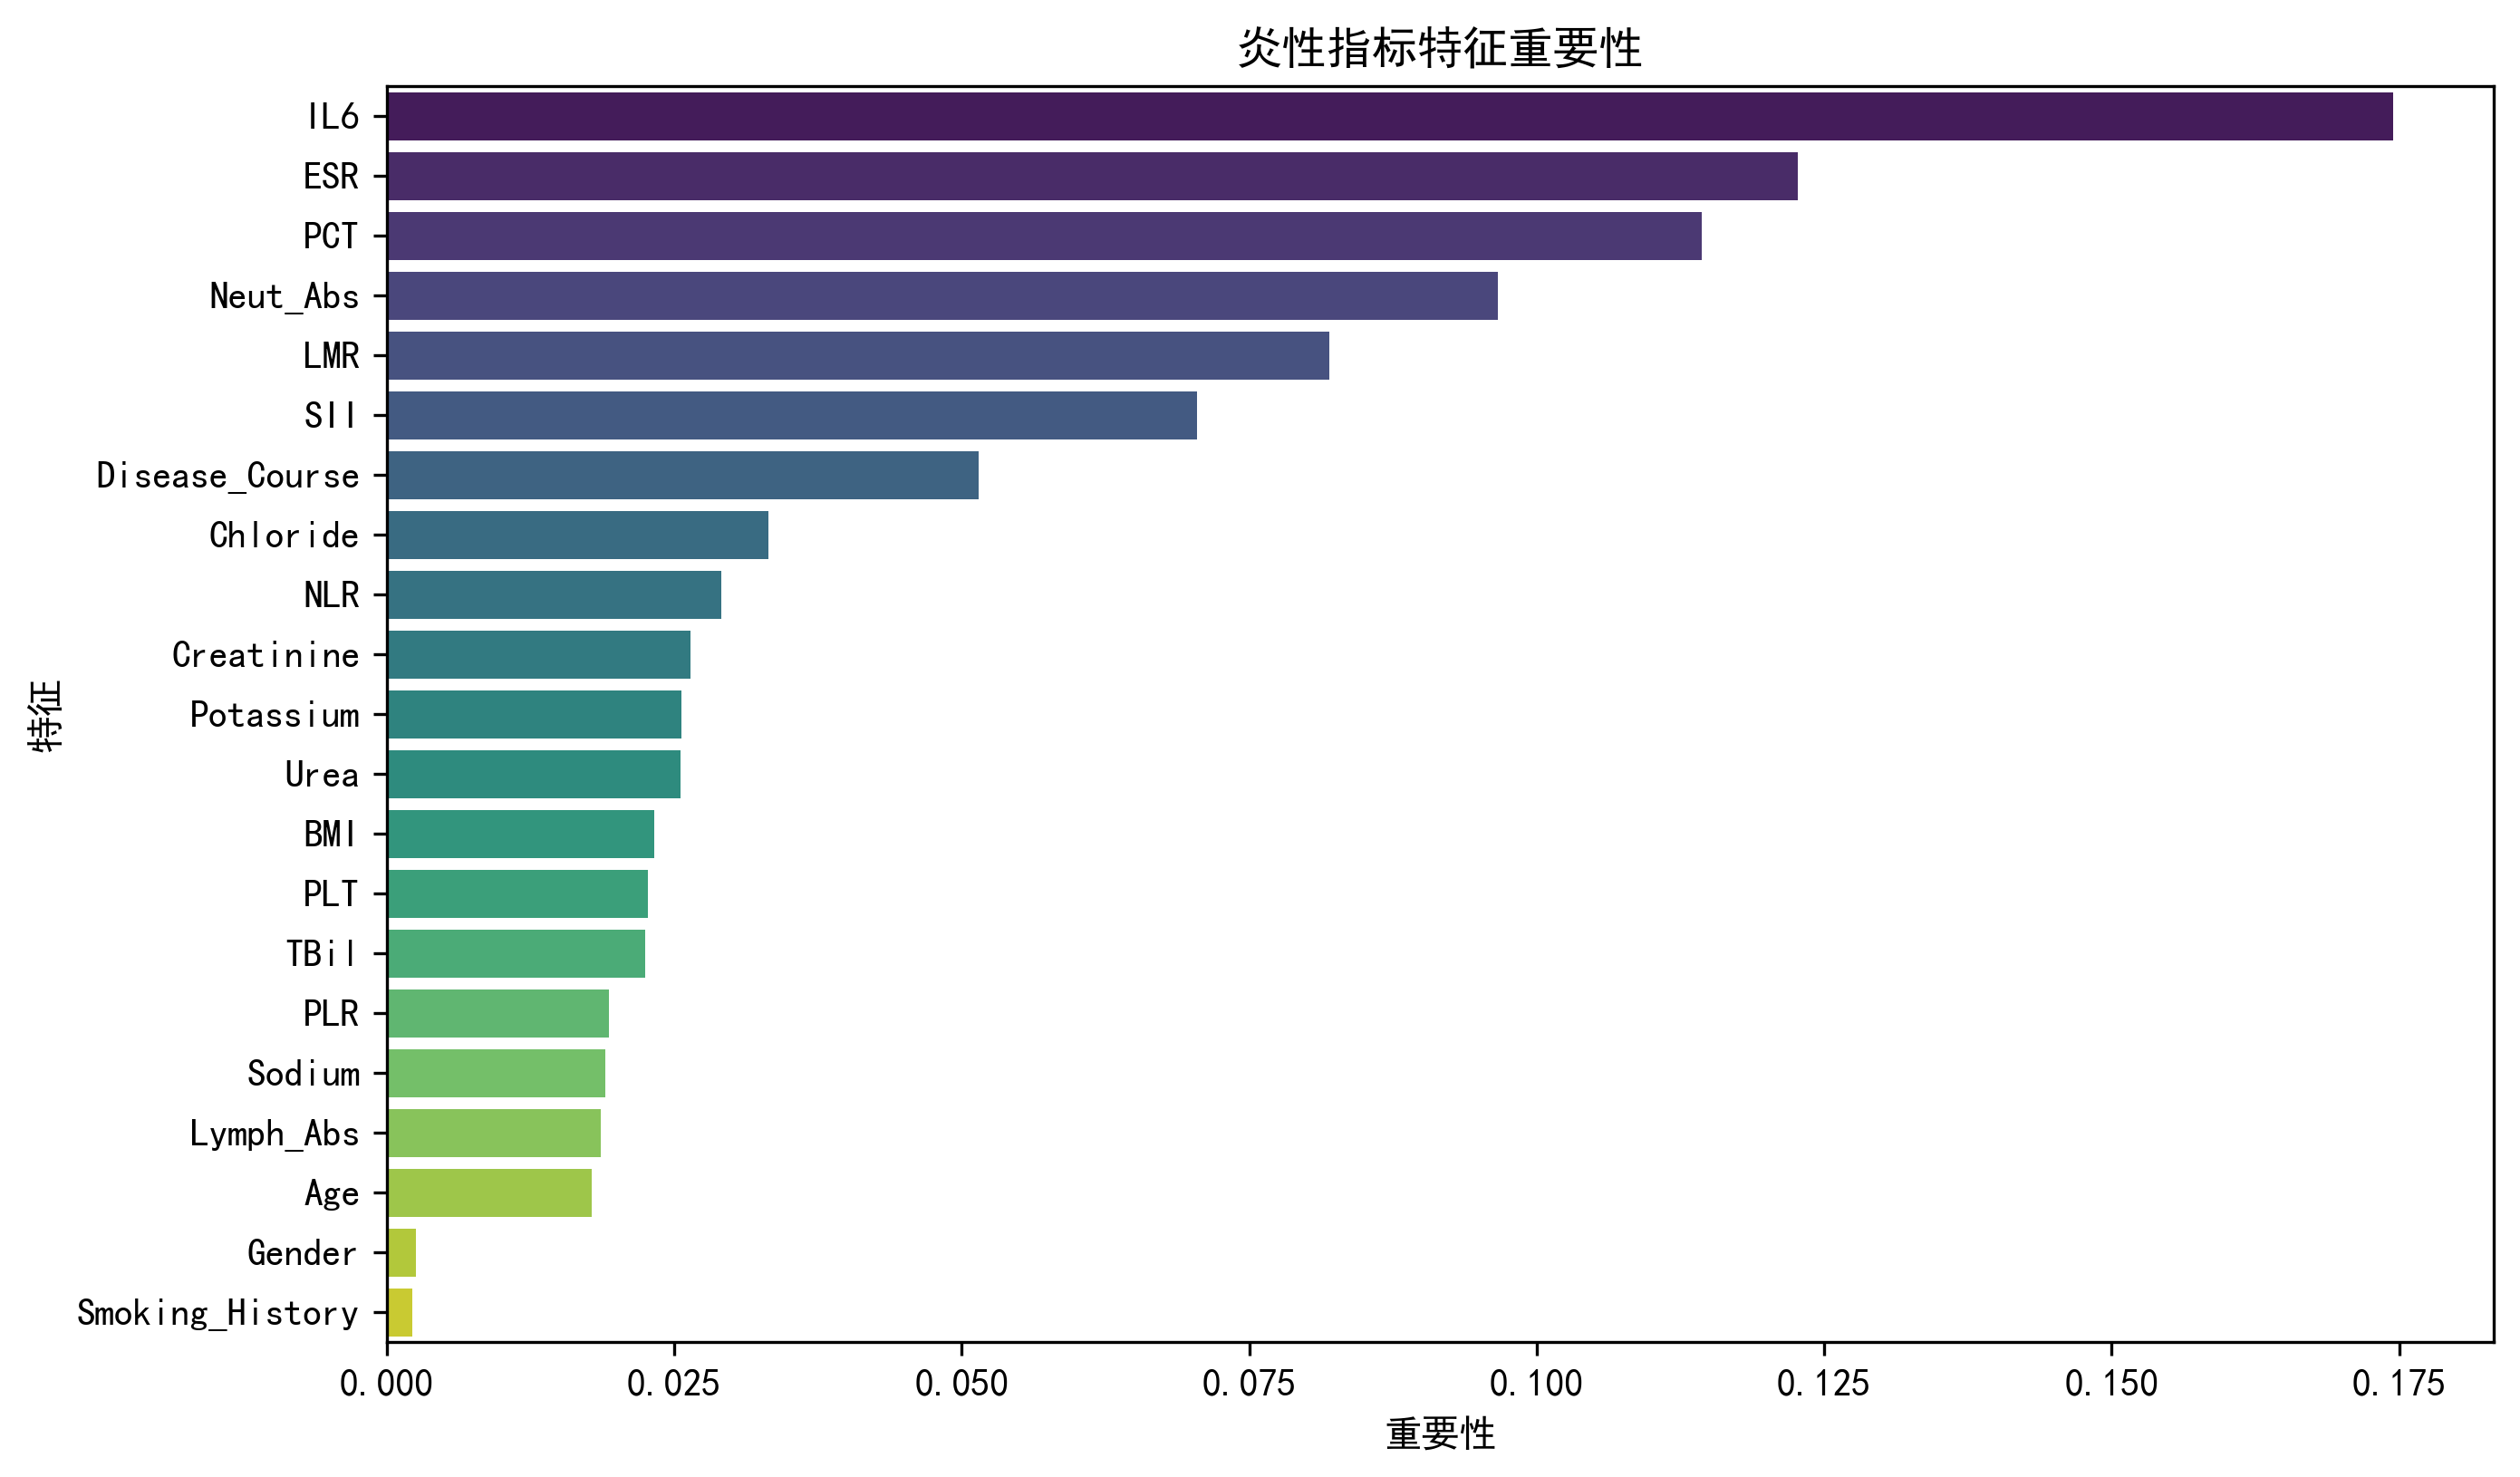 炎性指标特征重要性
IL6
ESR
PCT
Neut_Abs
LMR
SII
Disease_Course
Chloride
NLR
Creatinine
Potassium
Urea
BMI
PLT
TBil
PLR
Sodium
Lymph_Abs
Age
Gender
Smoking_History
特征
0.000 0.025 0.050 0.075 0.100 0.125 0.150 0.175
重要性